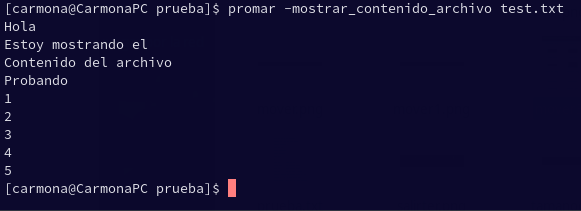 [carmona@CarmonaPC prueba]$ promar -mostrar_contenido_archivo test.txt
Hola
Estoy mostrando el
Contenido del archivo
Probando
1
2
3
4
5
[carmona@CarmonaPC prueba]$